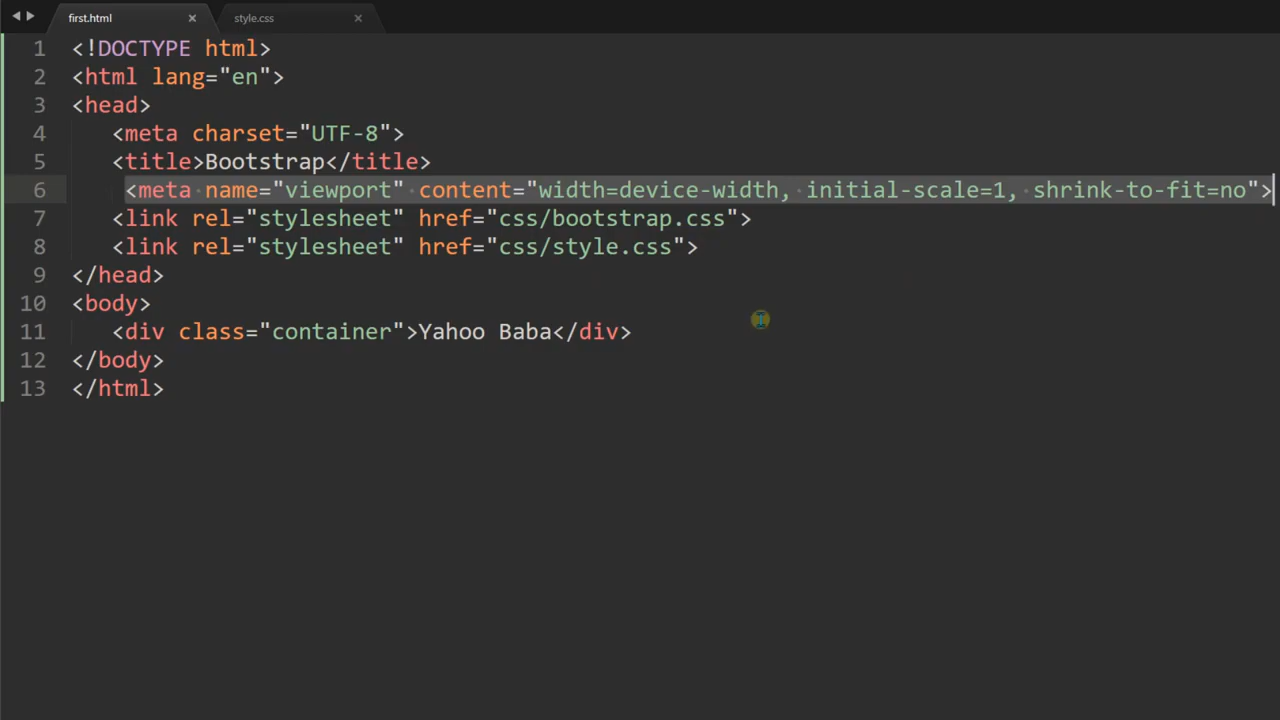 first.html × style.css ×
1 <!DOCTYPE html>
2 <html lang="en">
3 <head>
4 <meta charset="UTF-8">
5 <title>Bootstrap</title>
6 <meta name="viewport" content="width=device-width, initial-scale=1, shrink-to-fit=no">
7 <link rel="stylesheet" href="css/bootstrap.css">
8 <link rel="stylesheet" href="css/style.css">
9 </head>
10 <body>
11 <div class="container">Yahoo Baba</div>
12 </body>
13 </html>